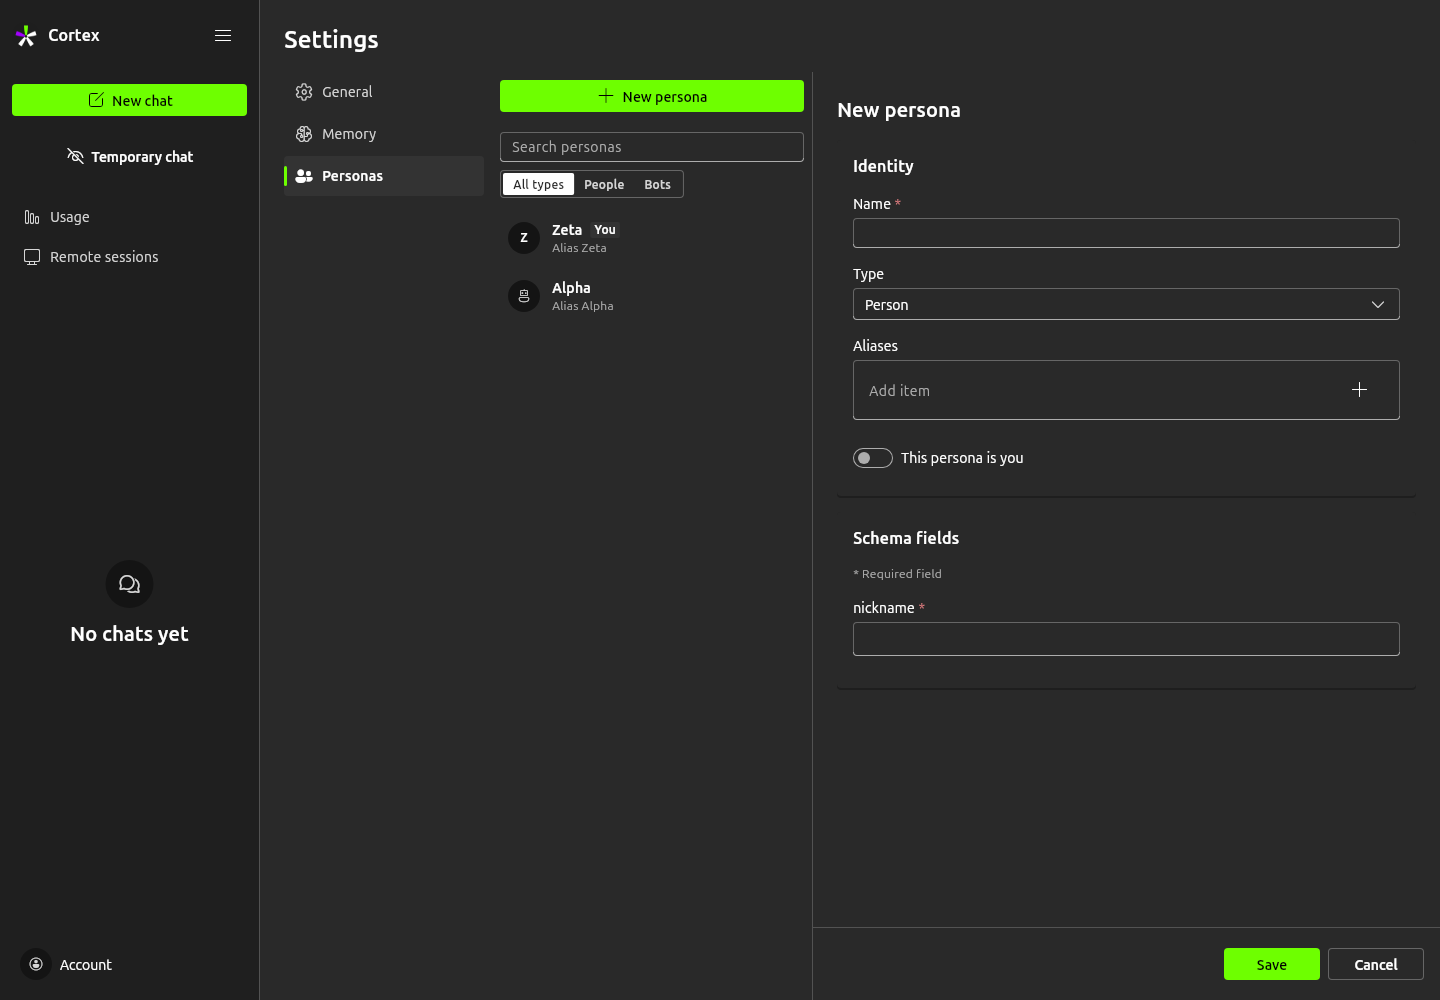 Cortex
New chat
Temporary chat
Usage
Remote sessions
No chats yet
Account
Settings
General
Memory
Personas
New persona
Search personas
All types People Bots
Z
Zeta You
Alias Zeta
Alpha
Alias Alpha
New persona
Identity
Name *
Type
Person
Aliases
Add item
This persona is you
Schema fields
* Required field
nickname *
Save Cancel